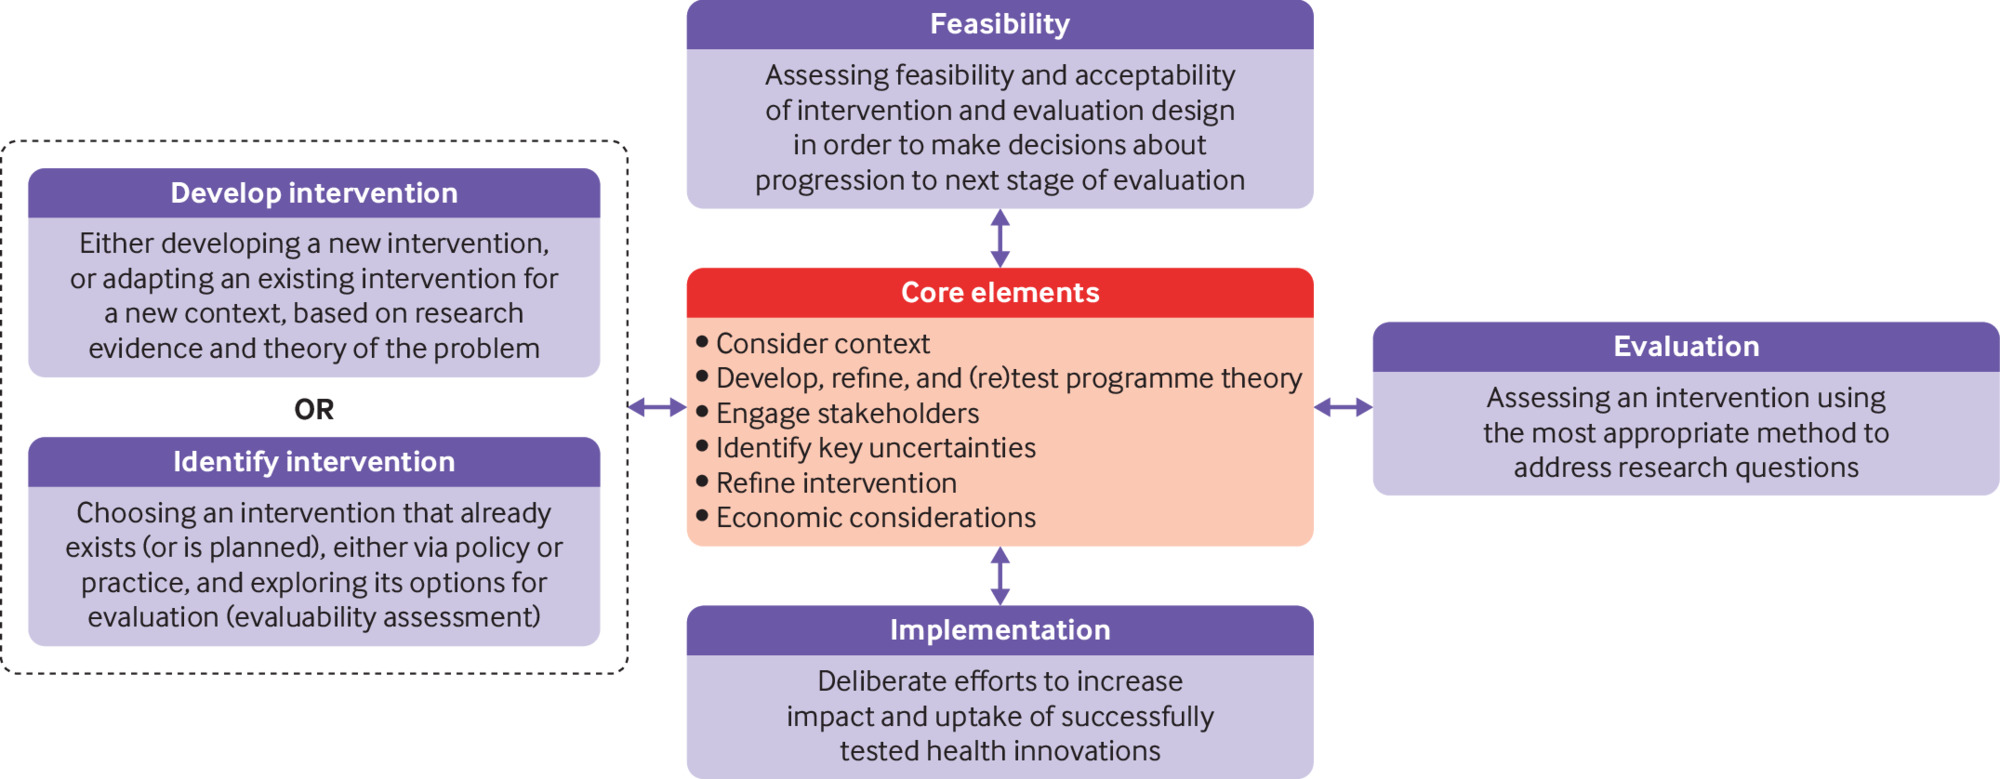 Feasibility
Assessing feasibility and acceptability
of intervention and evaluation design
in order to make decisions about
progression to next stage of evaluation
Develop intervention
Either developing a new intervention,
or adapting an existing intervention for
a new context, based on research
evidence and theory of the problem
OR
Identify intervention
Choosing an intervention that already
exists (or is planned), either via policy or
practice, and exploring its options for
evaluation (evaluability assessment)
Core elements
• Consider context
• Develop, refine, and (re)test programme theory
• Engage stakeholders
• Identify key uncertainties
• Refine intervention
• Economic considerations
Evaluation
Assessing an intervention using
the most appropriate method to
address research questions
Implementation
Deliberate efforts to increase
impact and uptake of successfully
tested health innovations